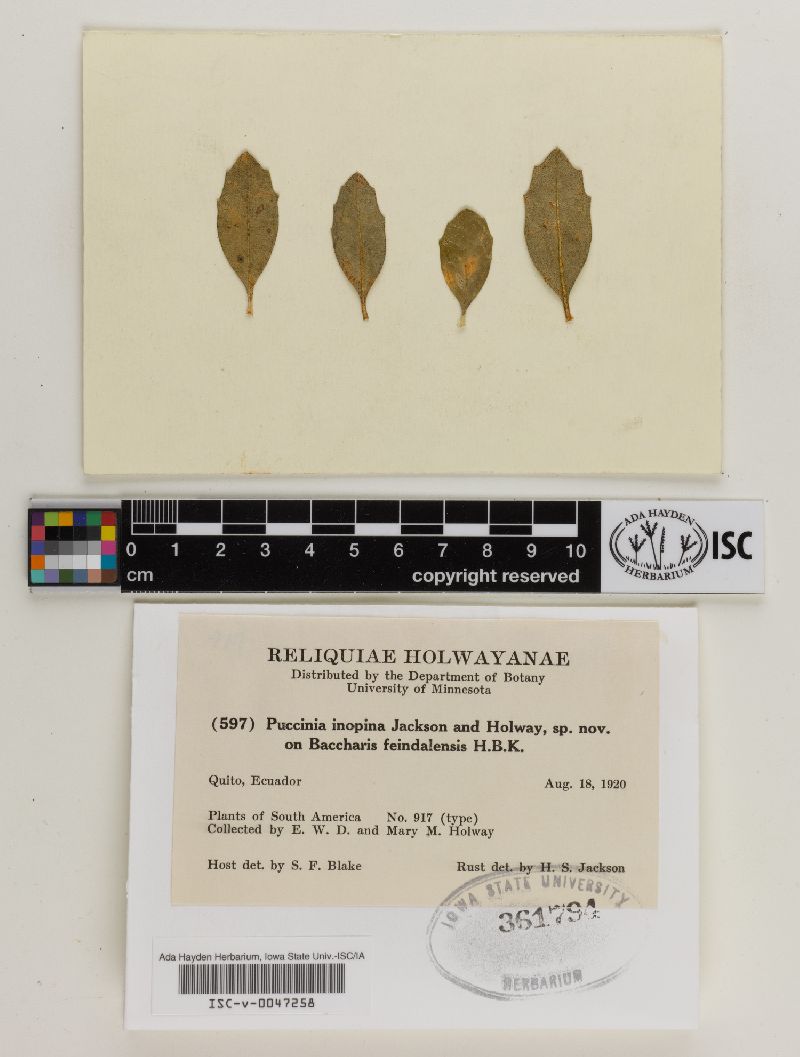 0 1 2 3 4 5 6 7 8 9 10
cm
copyright reserved
ADA HAYDEN
HERBARIUM
ISC
RELIQUIAE HOLWAYANAE
Distributed by the Department of Botany
University of Minnesota
(597) Puccinia inopina Jackson and Holway, sp. nov.
on Baccharis feindalensis H.B.K.
Quito, Ecuador Aug. 18, 1920
Plants of South America No. 917 (type)
Collected by E. W. D. and Mary M. Holway
Host det. by S. F. Blake Rust det. by H. S. Jackson
IOWA STATE UNIVERSITY
361794
HERBARIUM
Ada Hayden Herbarium, Iowa State Univ.-ISC/IA
ISC-v-0047258